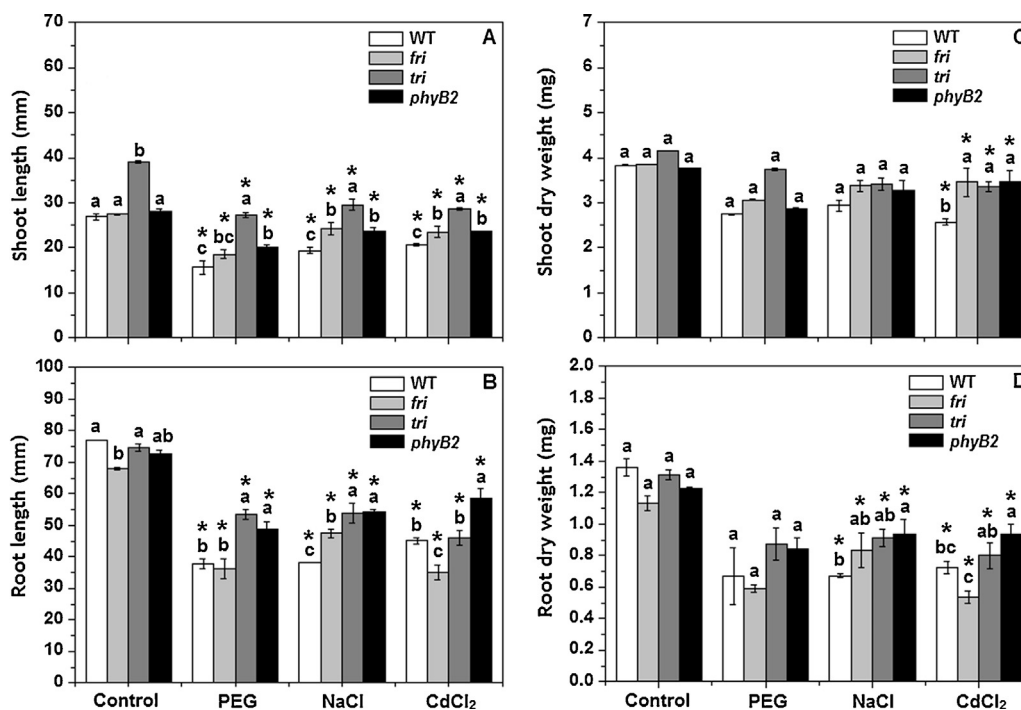 A
WT
fri
tri
phyB2
Shoot length (mm)
70
60
50
40
30
20
10
0
a a b a
* c * bc * a * b
* c * b * a * b
* c * b * a * b
C
WT
fri
tri
phyB2
Shoot dry weight (mg)
7
6
5
4
3
2
1
0
a a a a
a a a a
a a a a
* b * a * a * a
B
WT
fri
tri
phyB2
Root length (mm)
100
90
80
70
60
50
40
30
20
10
0
a b a ab
* b * b * a * a
* c * b * a * a
* b * c * b * a
Control PEG NaCl CdCl₂
D
WT
fri
tri
phyB2
Root dry weight (mg)
2.0
1.8
1.6
1.4
1.2
1.0
0.8
0.6
0.4
0.2
0.0
a a a a
a a a a
* b * ab * ab * a
* bc * c * ab * a
Control PEG NaCl CdCl₂